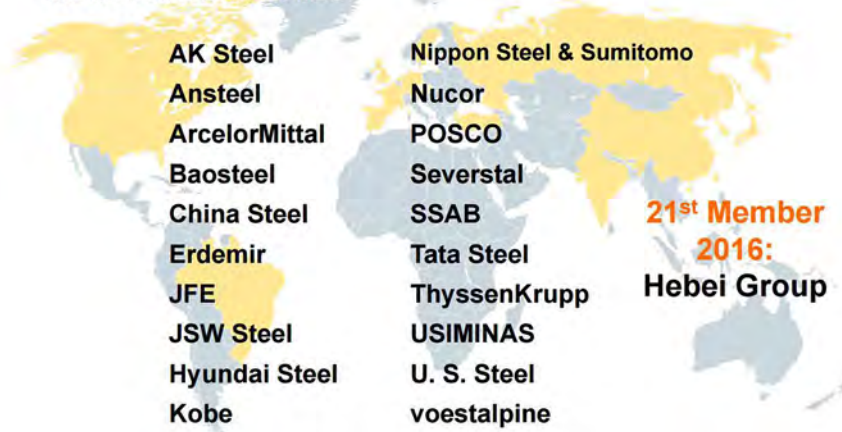 AK Steel
Ansteel
ArcelorMittal
Baosteel
China Steel
Erdemir
JFE
JSW Steel
Hyundai Steel
Kobe
Nippon Steel & Sumitomo
Nucor
POSCO
Severstal
SSAB
Tata Steel
ThyssenKrupp
USIMINAS
U. S. Steel
voestalpine
21st Member
2016:
Hebei Group